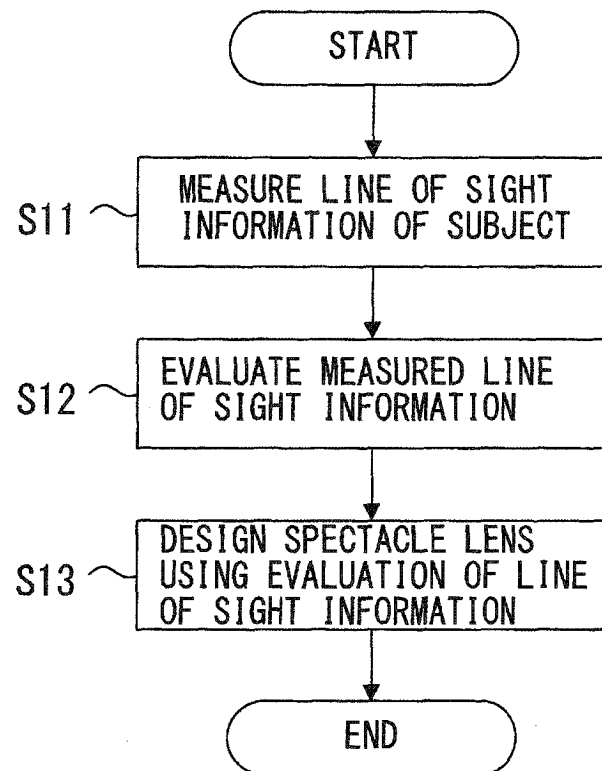 START
S11
MEASURE LINE OF SIGHT
INFORMATION OF SUBJECT
S12
EVALUATE MEASURED LINE
OF SIGHT INFORMATION
S13
DESIGN SPECTACLE LENS
USING EVALUATION OF LINE
OF SIGHT INFORMATION
END